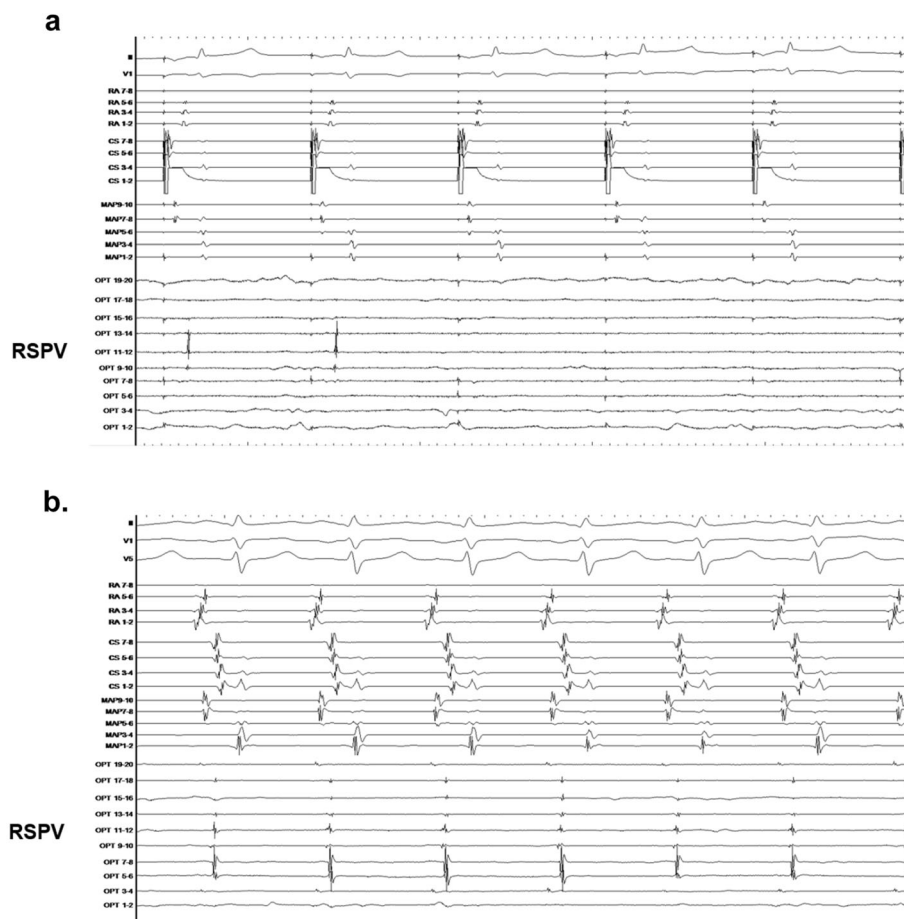 a
II
V1
RA 7-8
RA 5-6
RA 3-4
RA 1-2
CS 7-8
CS 5-6
CS 3-4
CS 1-2
MAP9-10
MAP7-8
MAP5-6
MAP3-4
MAP1-2
OPT 19-20
OPT 17-18
OPT 15-16
OPT 13-14
RSPV
OPT 11-12
OPT 9-10
OPT 7-8
OPT 5-6
OPT 3-4
OPT 1-2
b.
II
V1
V5
RA 7-8
RA 5-6
RA 3-4
RA 1-2
CS 7-8
CS 5-6
CS 3-4
CS 1-2
MAP9-10
MAP7-8
MAP5-6
MAP3-4
MAP1-2
OPT 19-20
OPT 17-18
OPT 15-16
OPT 13-14
RSPV
OPT 11-12
OPT 9-10
OPT 7-8
OPT 5-6
OPT 3-4
OPT 1-2